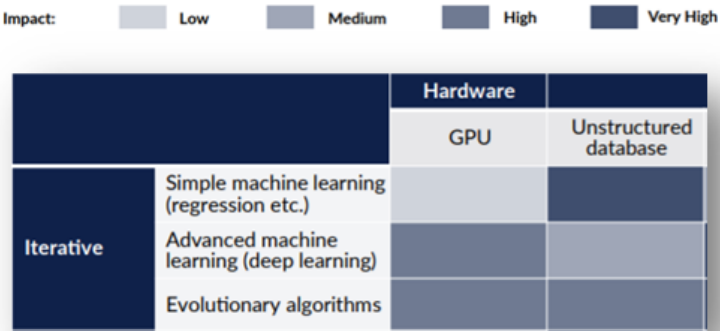 Impact: Low Medium High Very High
Hardware
GPU Unstructured
database
Simple machine learning
(regression etc.)
Iterative Advanced machine
learning (deep learning)
Evolutionary algorithms